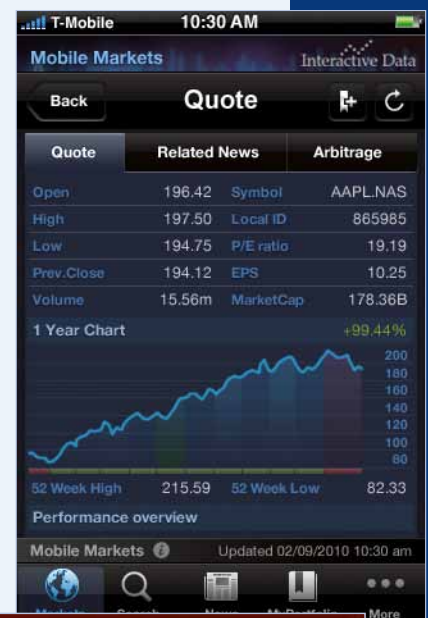 T-Mobile 10:30 AM
Mobile Markets Interactive Data
Back Quote
Quote Related News Arbitrage
Open 196.42 Symbol AAPL.NAS
High 197.50 Local ID 865985
Low 194.75 P/E ratio 19.19
Prev.Close 194.12 EPS 10.25
Volume 15.56m MarketCap 178.36B
1 Year Chart +99.44%
200
180
160
140
120
100
80
52 Week High 215.59 52 Week Low 82.33
Performance overview
Mobile Markets Updated 02/09/2010 10:30 am
Markets Search News MyPortfolio More